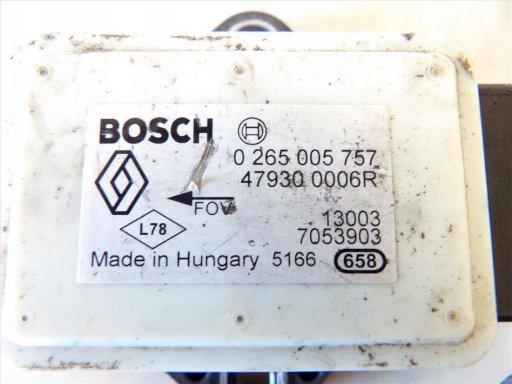 BOSCH
0 265 005 757
47930 0006R
FOV
13003
L78
7053903
Made in Hungary 5166 658